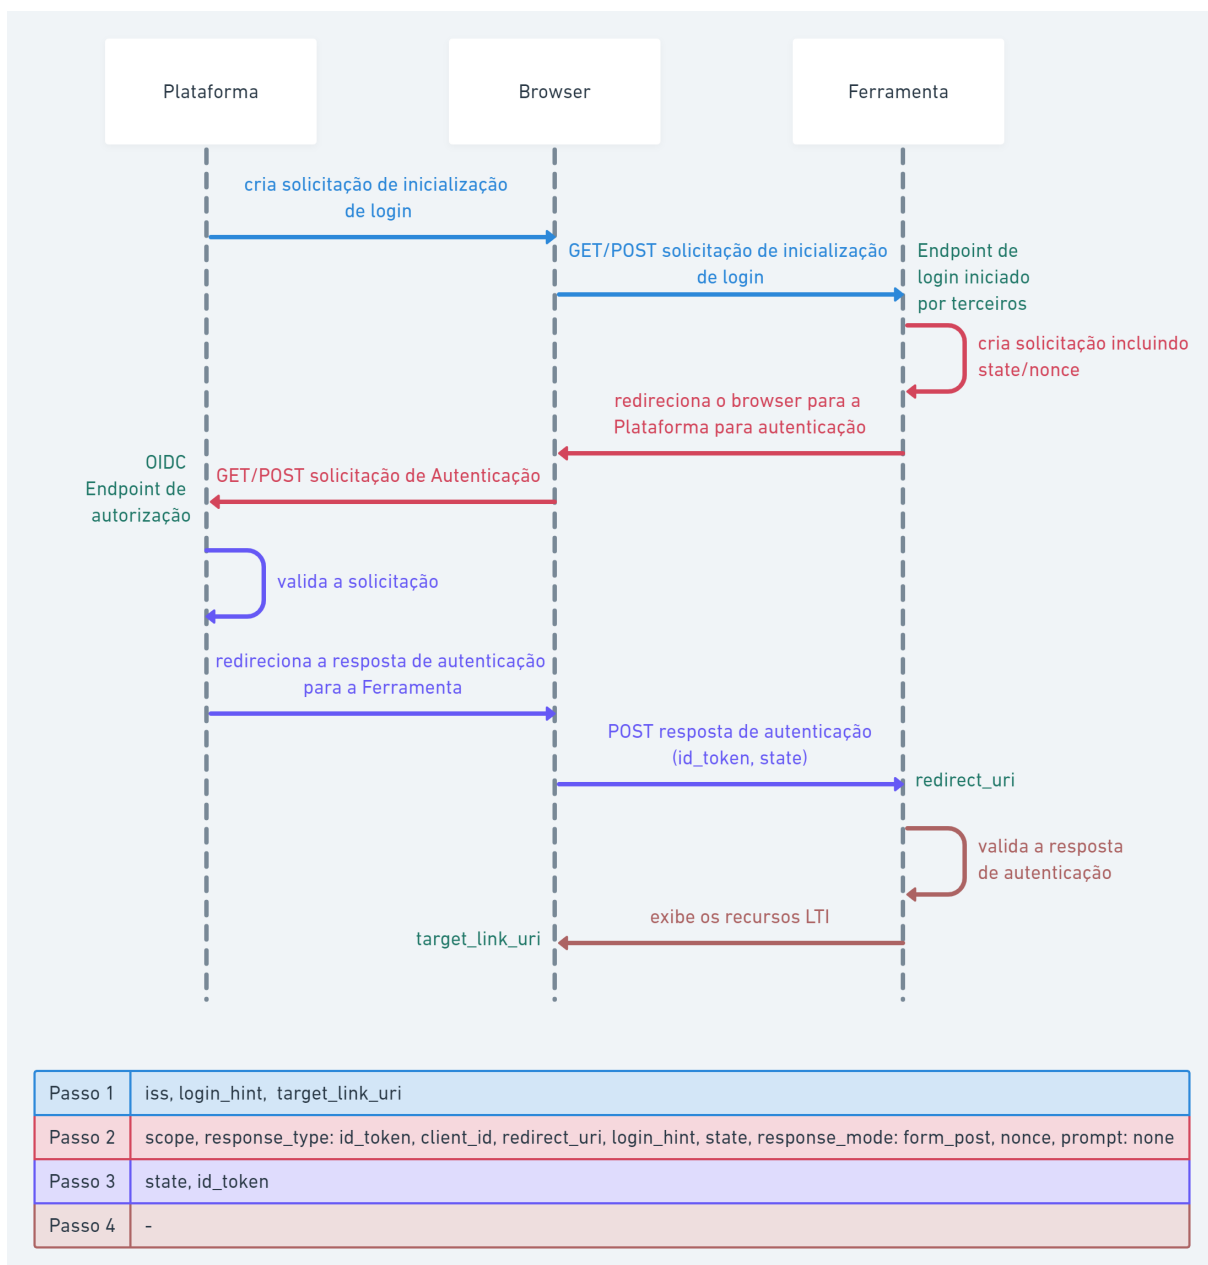 Plataforma
Browser
Ferramenta
cria solicitação de inicialização
de login
GET/POST solicitação de inicialização
de login
Endpoint de
login iniciado
por terceiros
cria solicitação incluindo
state/nonce
redireciona o browser para a
Plataforma para autenticação
OIDC
Endpoint de
autorização
GET/POST solicitação de Autenticação
valida a solicitação
redireciona a resposta de autenticação
para a Ferramenta
POST resposta de autenticação
(id_token, state)
redirect_uri
valida a resposta
de autenticação
exibe os recursos LTI
target_link_uri
Passo 1 iss, login_hint, target_link_uri
Passo 2 scope, response_type: id_token, client_id, redirect_uri, login_hint, state, response_mode: form_post, nonce, prompt: none
Passo 3 state, id_token
Passo 4 -